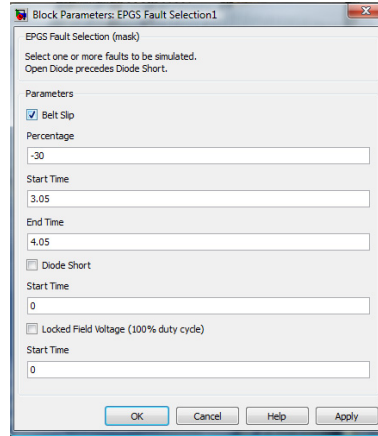 Block Parameters: EPGS Fault Selection1
EPGS Fault Selection (mask)
Select one or more faults to be simulated.
Open Diode precedes Diode Short.
Parameters
Belt Slip
Percentage
-30
Start Time
3.05
End Time
4.05
Diode Short
Start Time
0
Locked Field Voltage (100% duty cycle)
Start Time
0
OK Cancel Help Apply